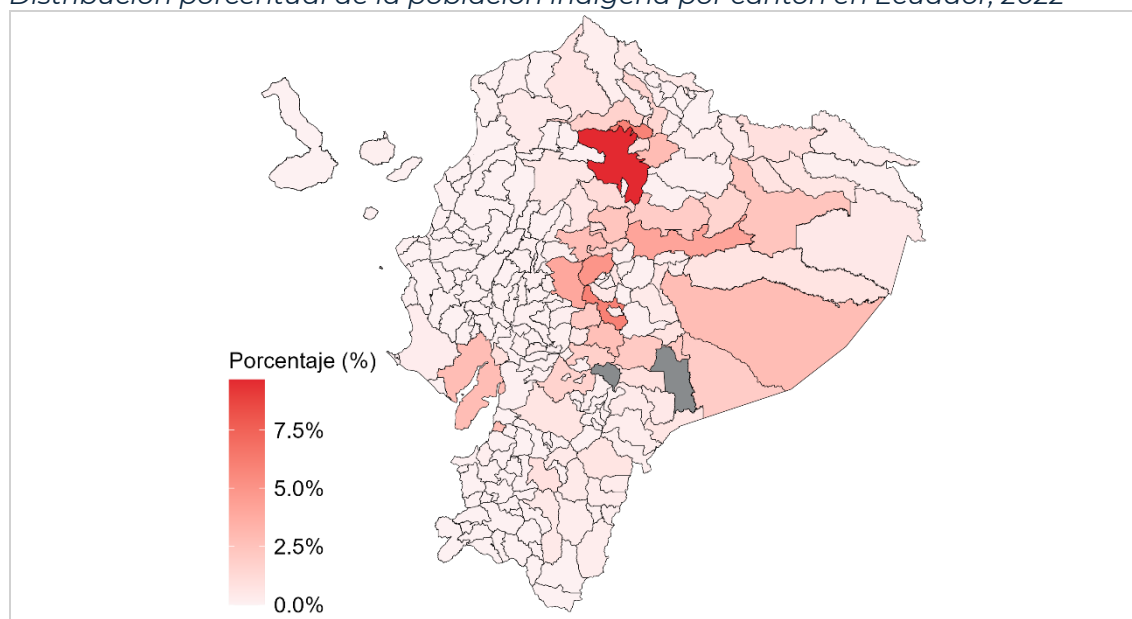 Distribución porcentual de la población indígena por cantón en Ecuador, 2022
Porcentaje (%)
7.5%
5.0%
2.5%
0.0%